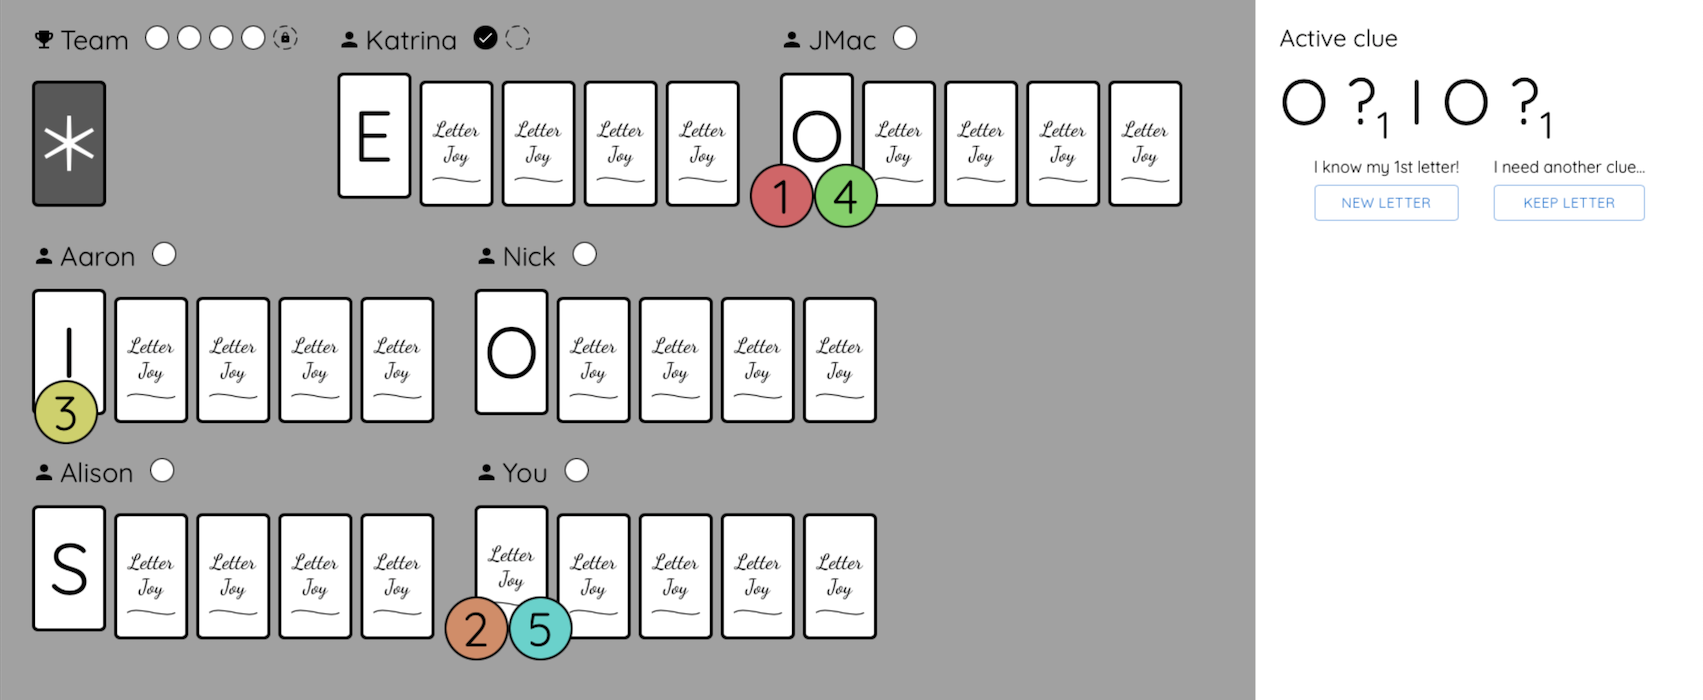 Team
Katrina
JMac
Active clue
*
E
Letter Joy
Letter Joy
Letter Joy
Letter Joy
O
Letter Joy
Letter Joy
Letter Joy
Letter Joy
1
4
O ?1 I O ?1
I know my 1st letter!
I need another clue...
NEW LETTER
KEEP LETTER
Aaron
Nick
I
Letter Joy
Letter Joy
Letter Joy
Letter Joy
3
O
Letter Joy
Letter Joy
Letter Joy
Letter Joy
Alison
You
S
Letter Joy
Letter Joy
Letter Joy
Letter Joy
Letter Joy
Letter Joy
Letter Joy
Letter Joy
Letter Joy
2
5